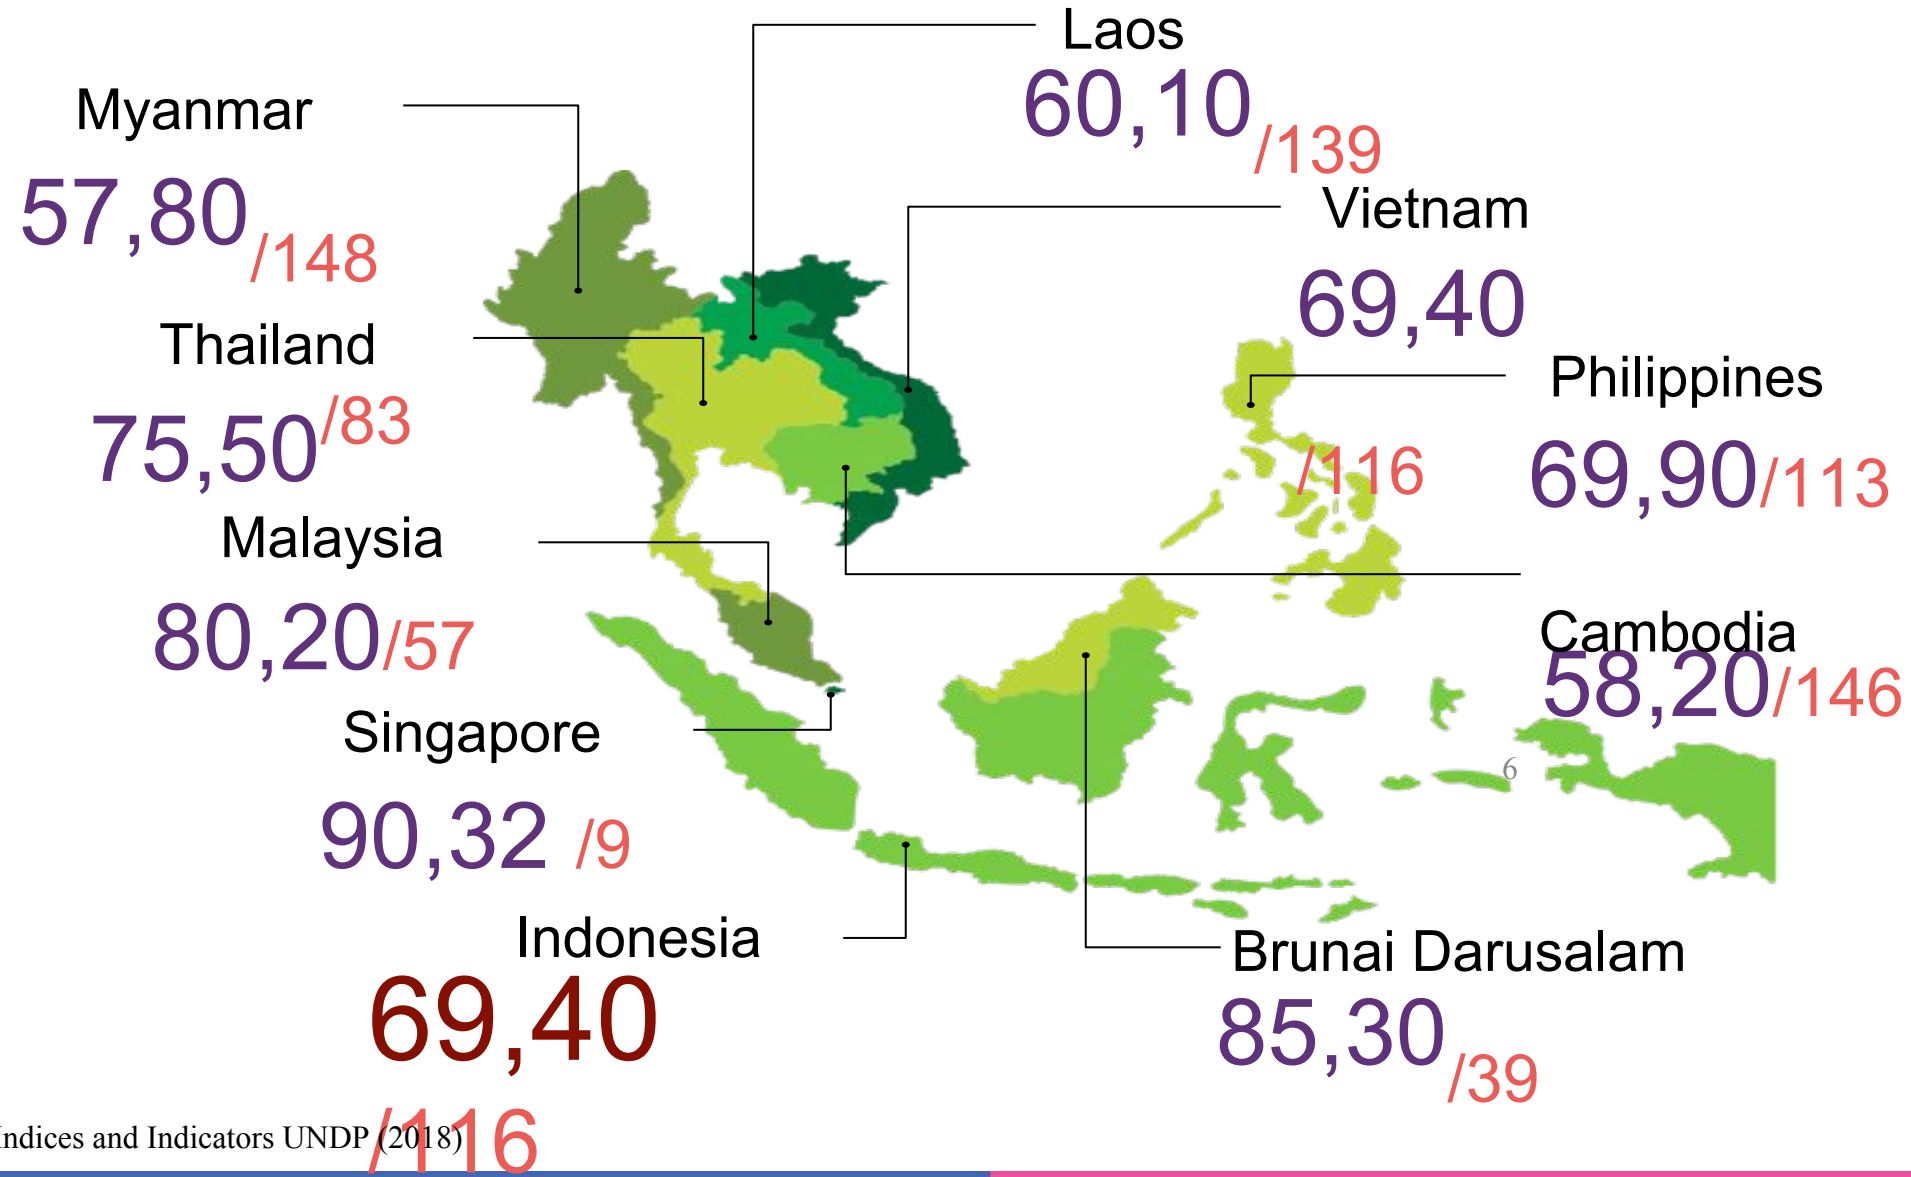 Laos
60,10/139
Myanmar
57,80/148
Vietnam
69,40
/116
Thailand
75,50/83
Philippines
69,90/113
Malaysia
80,20/57
Cambodia
58,20/146
Singapore
90,32 /9
6
Indonesia
69,40
/116
Brunai Darusalam
85,30/39
Indices and Indicators UNDP (2018)